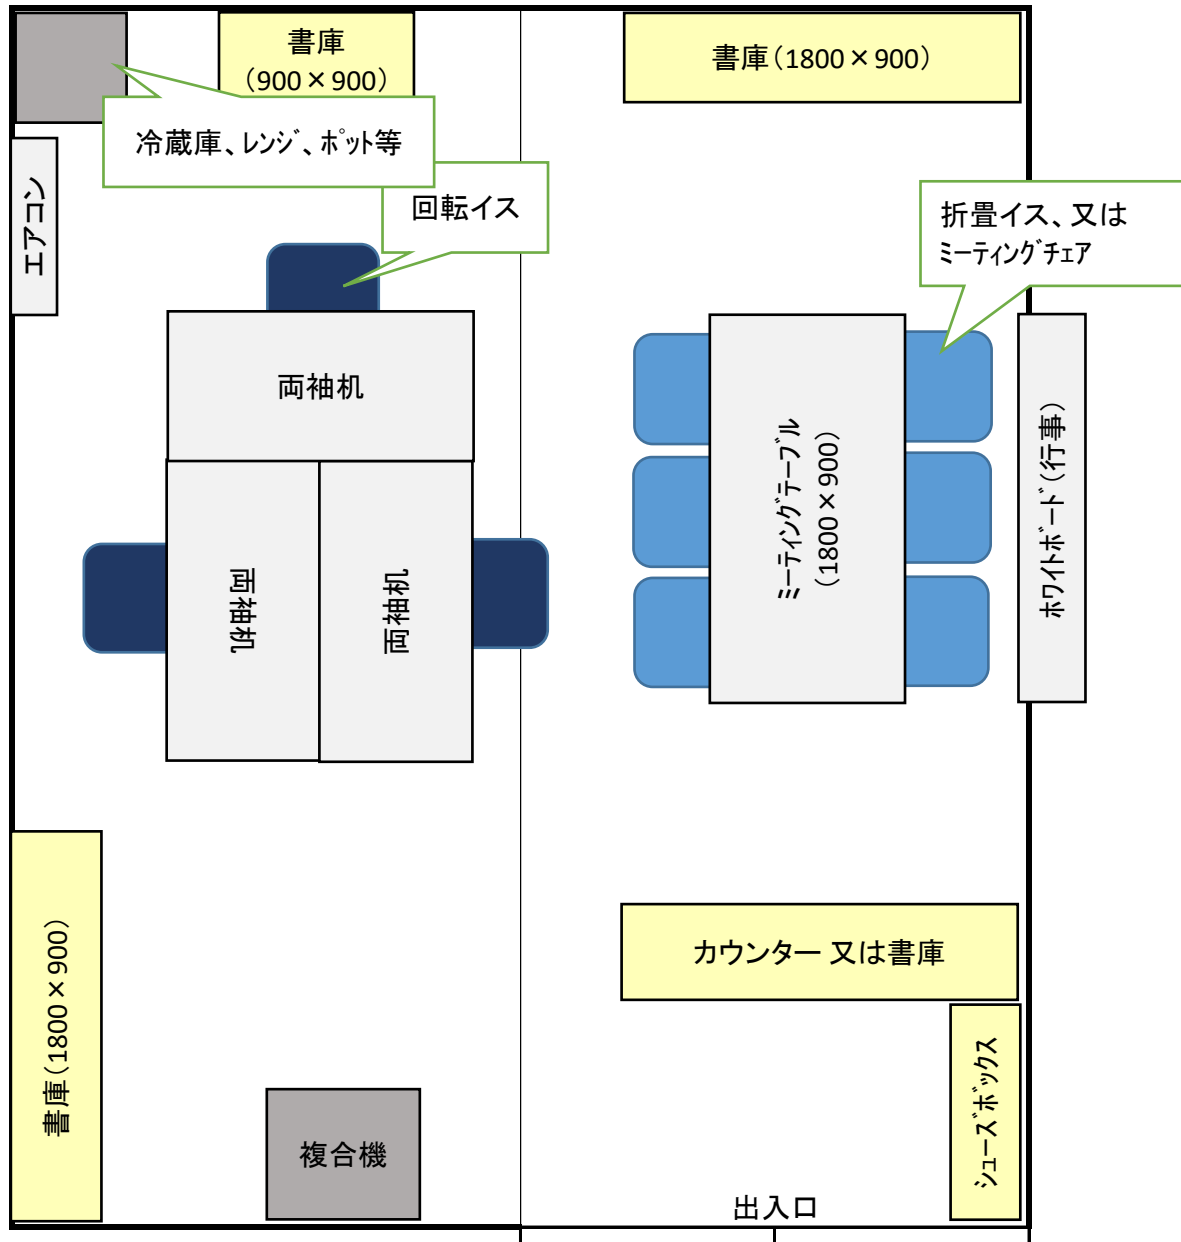 書庫
（900×900）
書庫（1800×900）
冷蔵庫、ﾚﾝｼﾞ、ﾎﾟｯﾄ等
回転イス
折畳イス、又は
ﾐｰﾃｨﾝｸﾞﾁｪｱ
エアコン
両袖机
両袖机
両袖机
ﾐｰﾃｨﾝｸﾞﾃｰﾌﾞﾙ
（1800×900）
ﾎﾜｲﾄﾎﾞｰﾄﾞ（行事）
カウンター 又は書庫
書庫（1800×900）
複合機
ｼｭｰｽﾞﾎﾞｯｸｽ
出入口